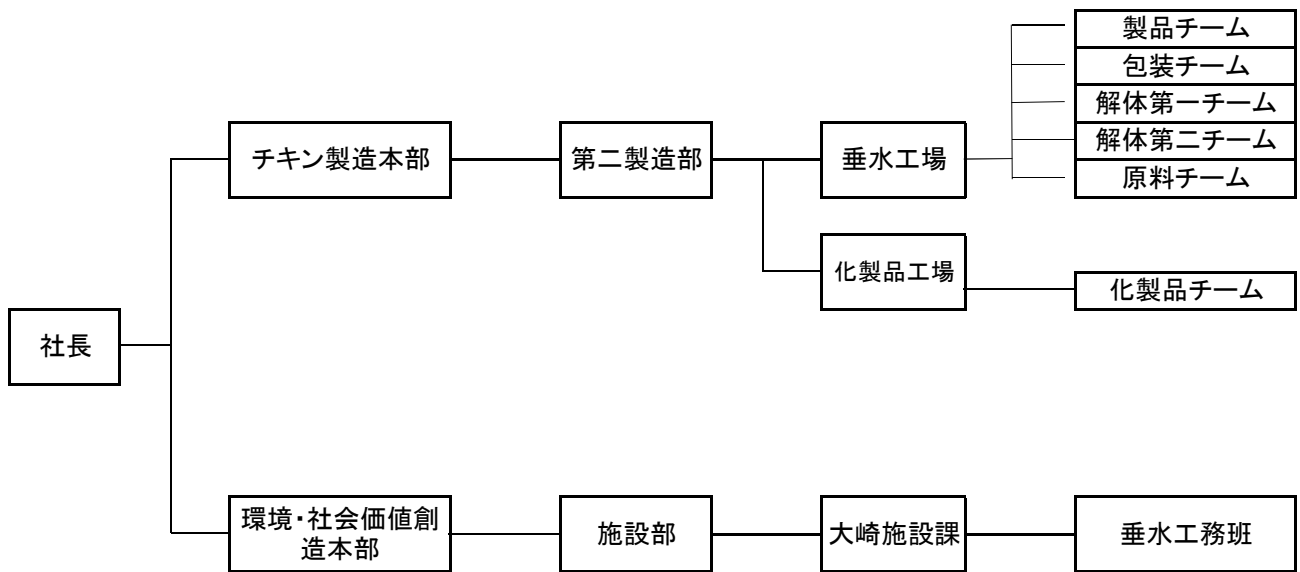 製品チーム
包装チーム
解体第一チーム
解体第二チーム
原料チーム
チキン製造本部
第二製造部
垂水工場
化製品工場
化製品チーム
社長
環境・社会価値創
造本部
施設部
大崎施設課
垂水工務班